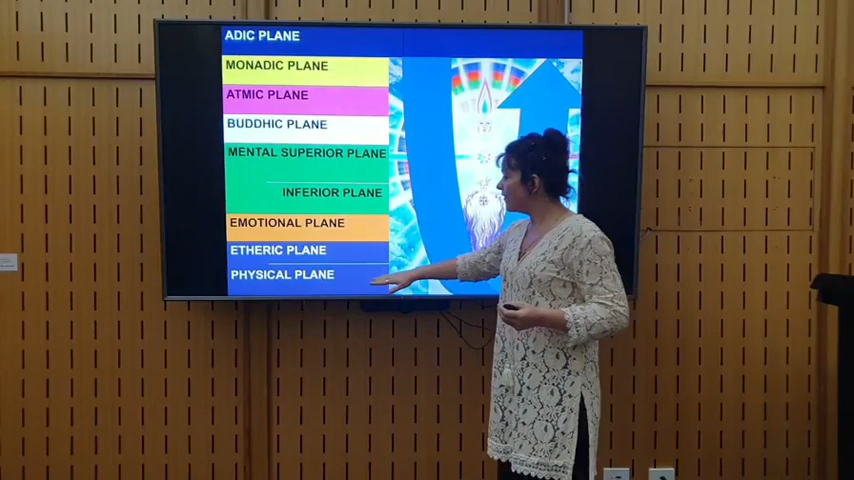 ADIC PLANE
MONADIC PLANE
ATMIC PLANE
BUDDHIC PLANE
MENTAL SUPERIOR PLANE
INFERIOR PLANE
EMOTIONAL PLANE
ETHERIC PLANE
PHYSICAL PLANE